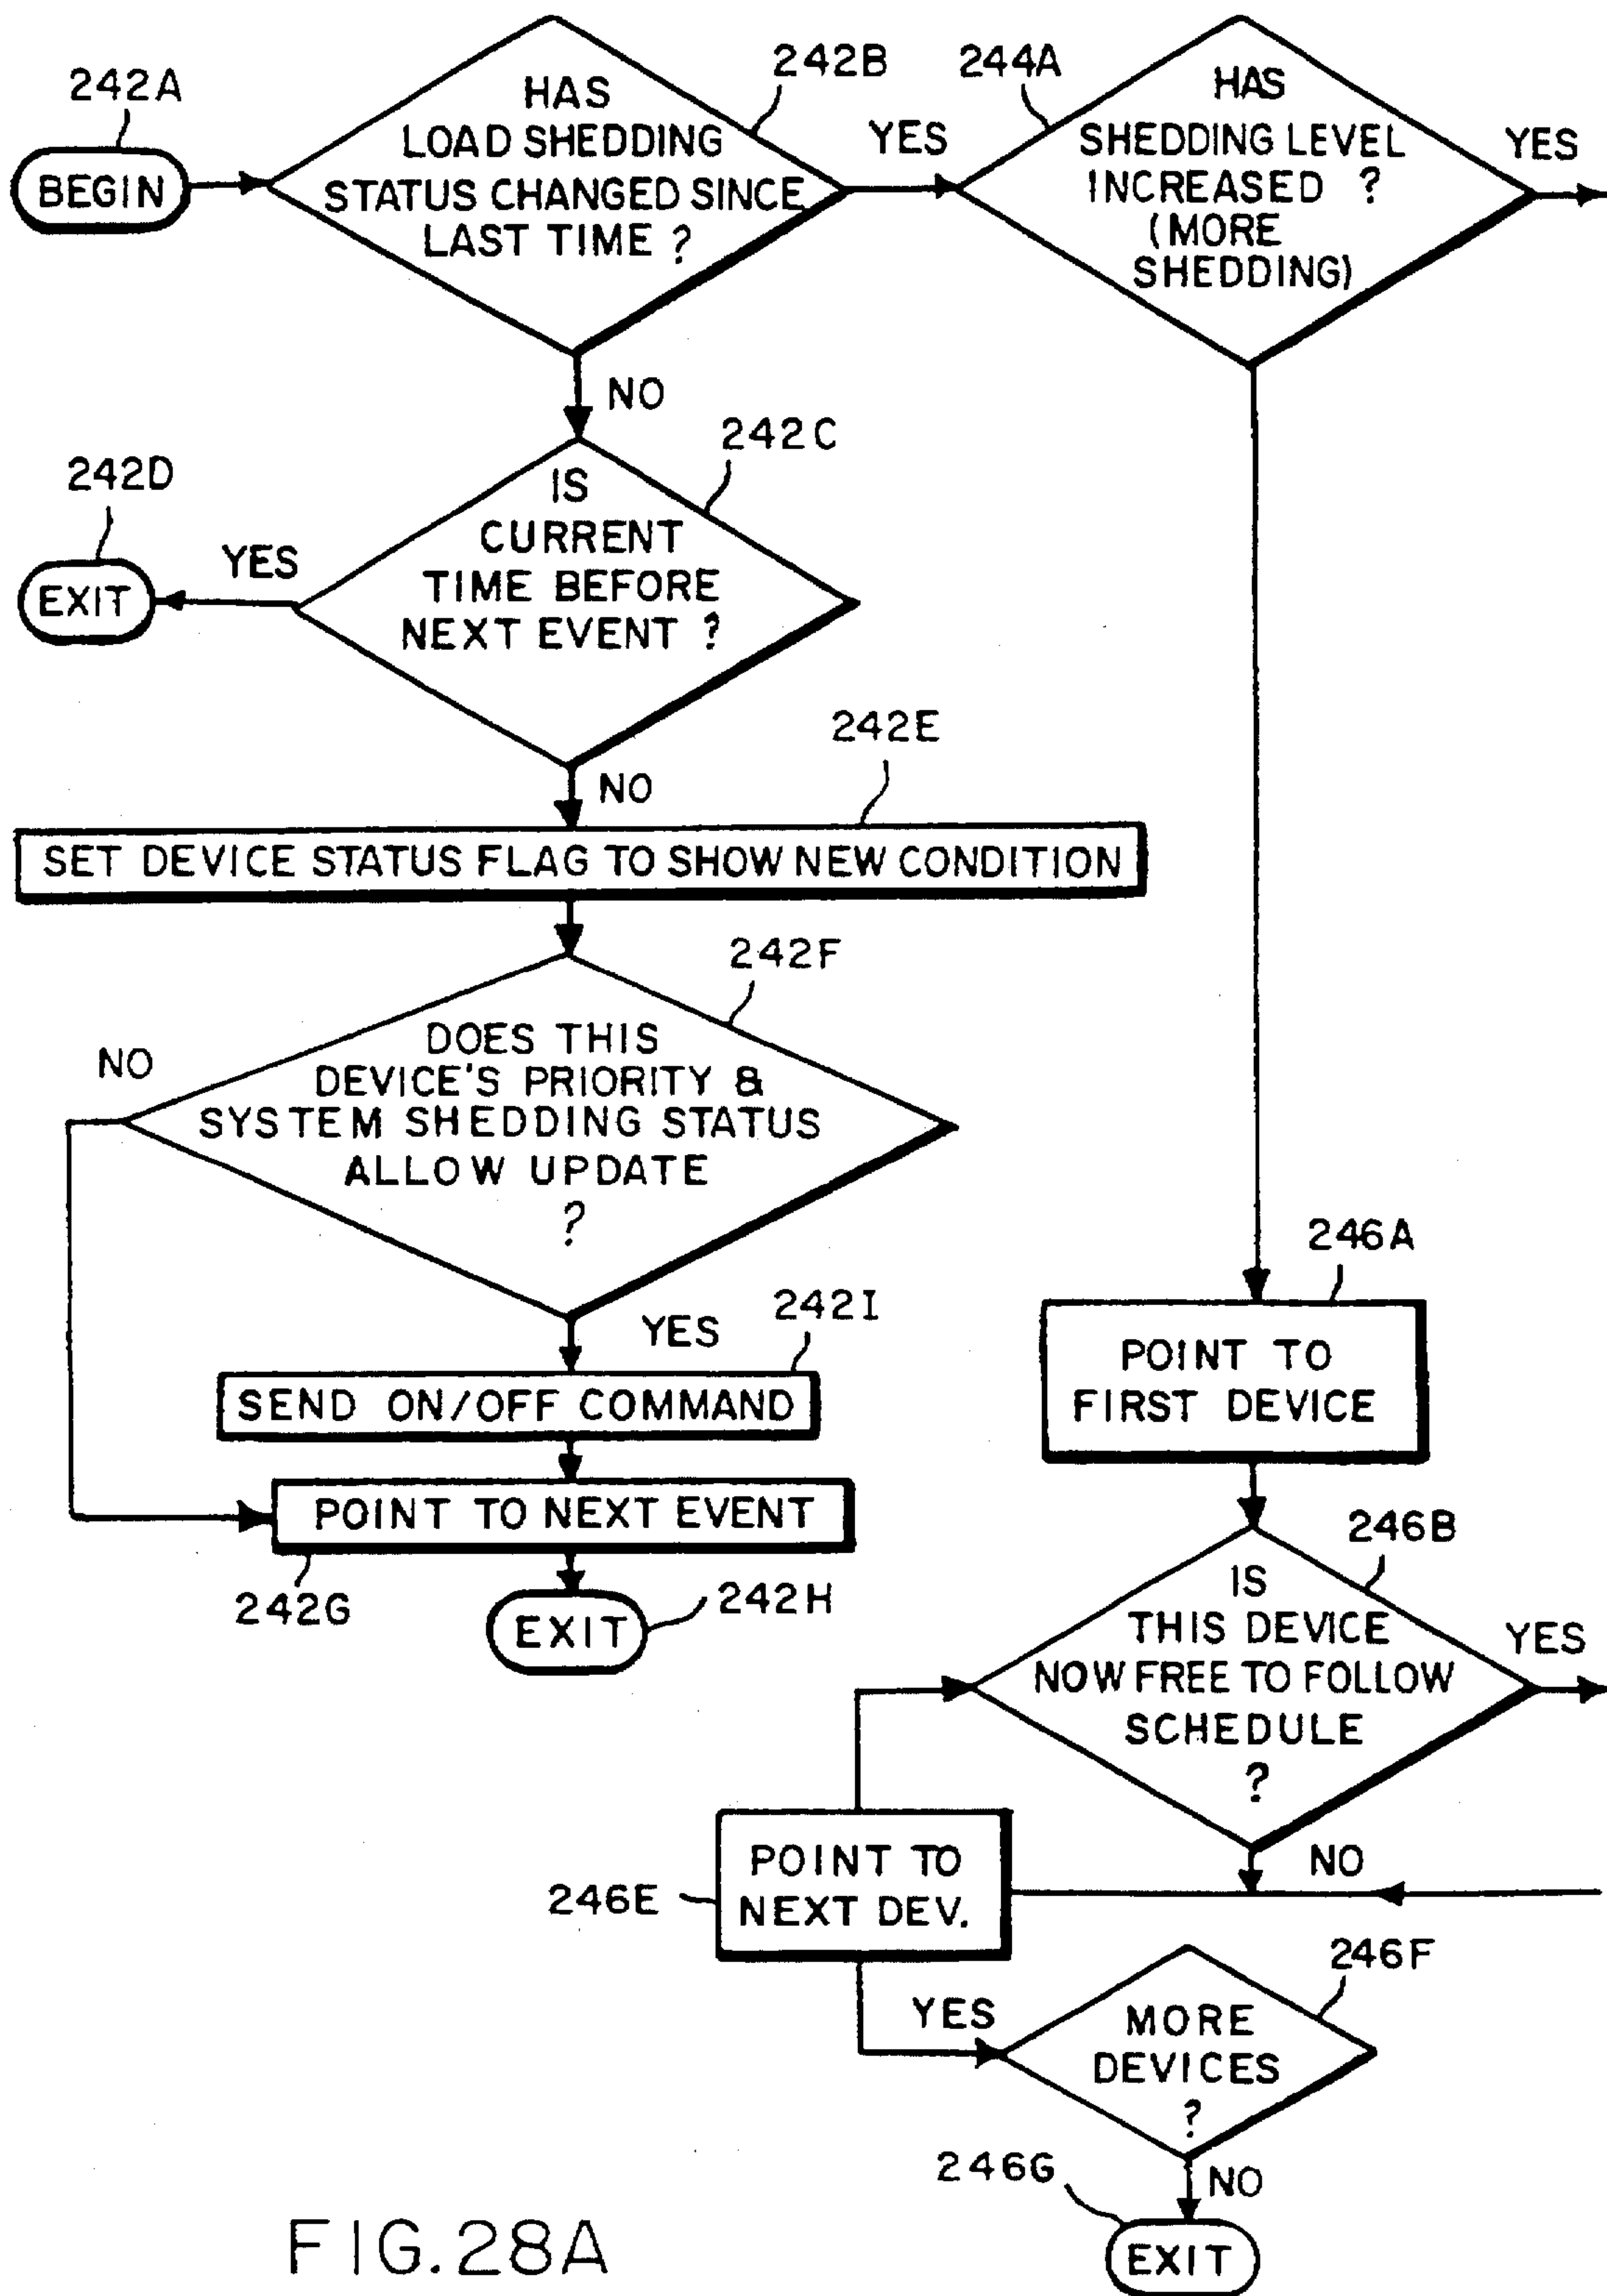 242A
BEGIN
HAS
LOAD SHEDDING
STATUS CHANGED SINCE
LAST TIME ?
242B
YES
244A
HAS
SHEDDING LEVEL
INCREASED ?
(MORE
SHEDDING)
YES
NO
242C
IS
CURRENT
TIME BEFORE
NEXT EVENT ?
242D
YES
EXIT
NO
242E
SET DEVICE STATUS FLAG TO SHOW NEW CONDITION
242F
DOES THIS
DEVICE'S PRIORITY &
SYSTEM SHEDDING STATUS
ALLOW UPDATE
?
NO
YES
242I
SEND ON/OFF COMMAND
POINT TO NEXT EVENT
242G
EXIT
242H
246A
POINT TO
FIRST DEVICE
246B
IS
THIS DEVICE
NOW FREE TO FOLLOW
SCHEDULE
?
YES
NO
246E
POINT TO
NEXT DEV.
246F
YES
MORE
DEVICES
?
246G
NO
EXIT
FIG.28A